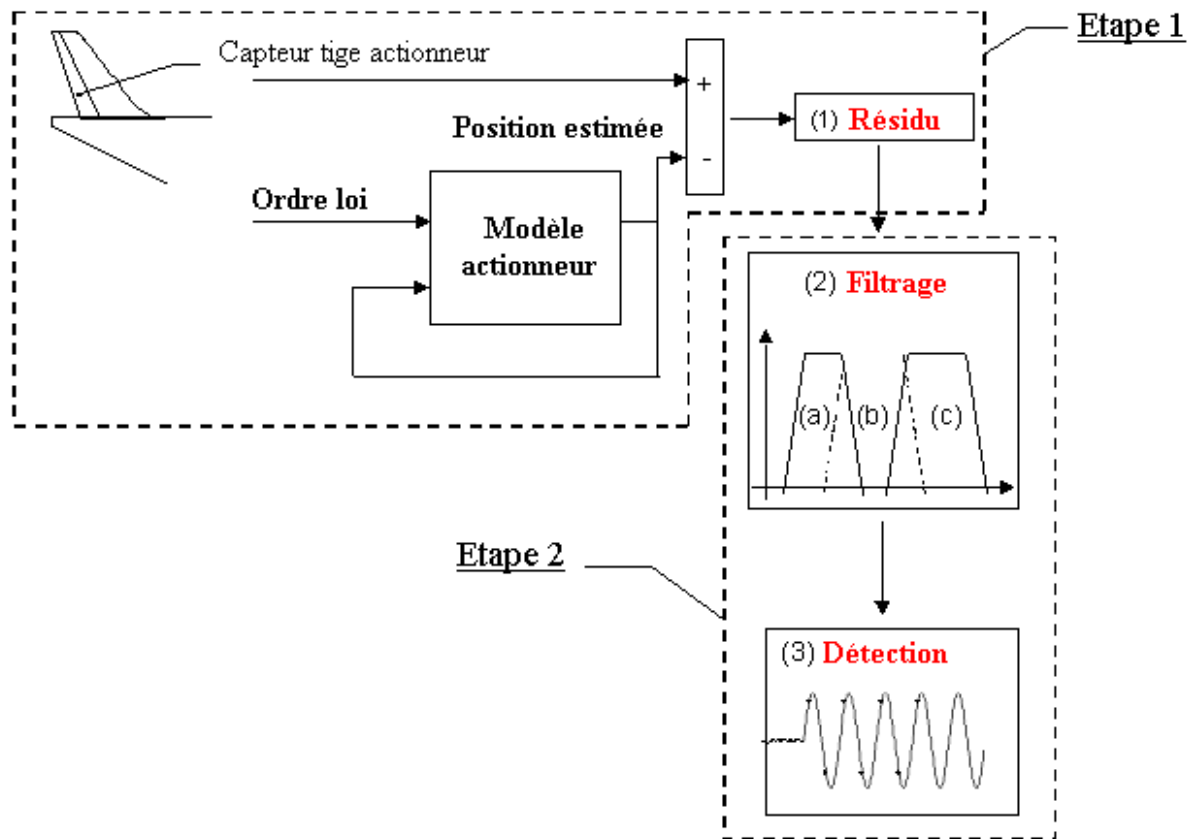 Etape 1
Capteur tige actionneur
+
(1) Résidu
Position estimée
-
Ordre loi
Modèle
actionneur
(2) Filtrage
(a)
(b)
(c)
Etape 2
(3) Détection